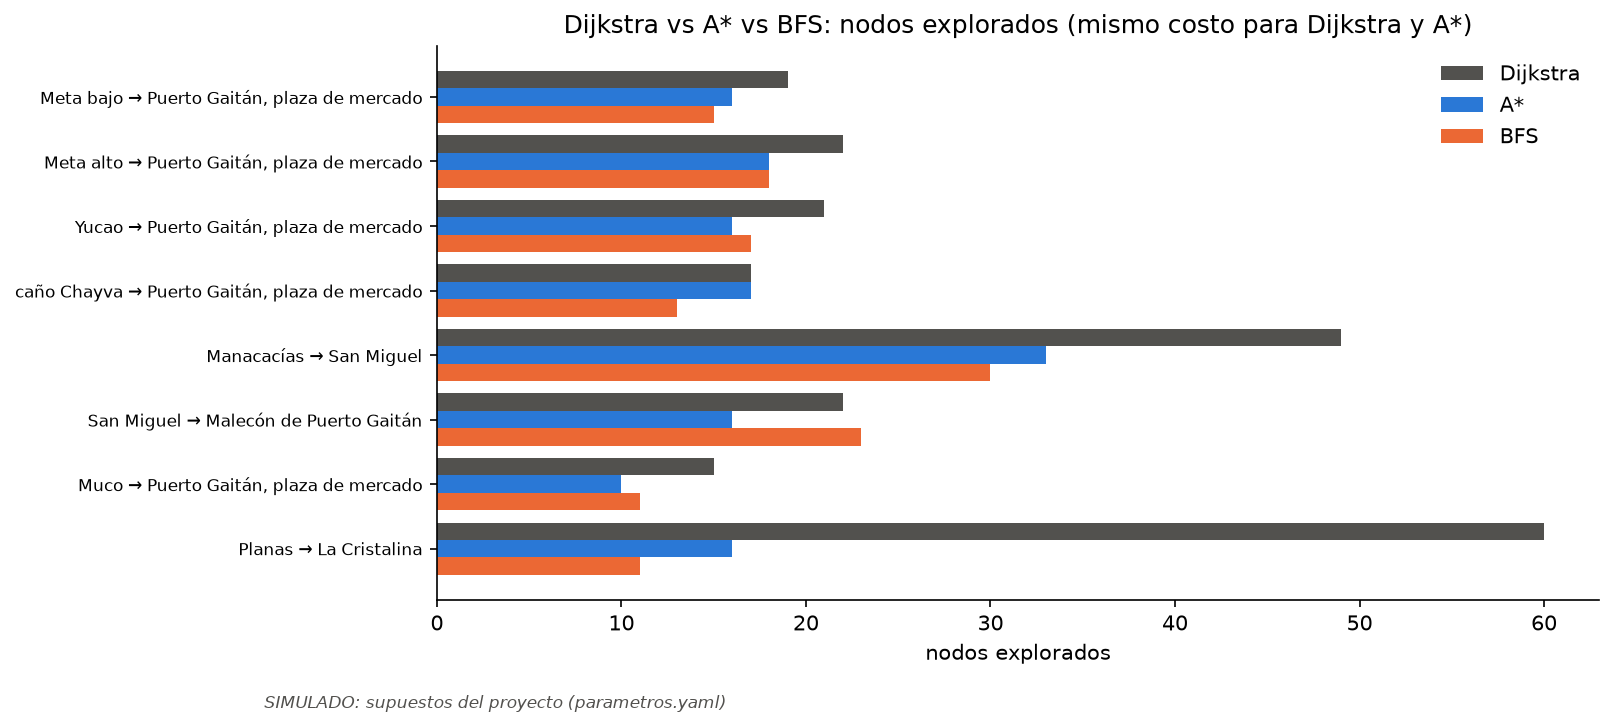 Dijkstra vs A* vs BFS: nodos explorados (mismo costo para Dijkstra y A*)
Dijkstra
A*
BFS
Meta bajo → Puerto Gaitán, plaza de mercado
Meta alto → Puerto Gaitán, plaza de mercado
Yucao → Puerto Gaitán, plaza de mercado
caño Chayva → Puerto Gaitán, plaza de mercado
Manacacías → San Miguel
San Miguel → Malecón de Puerto Gaitán
Muco → Puerto Gaitán, plaza de mercado
Planas → La Cristalina
0 10 20 30 40 50 60
nodos explorados
SIMULADO: supuestos del proyecto (parametros.yaml)